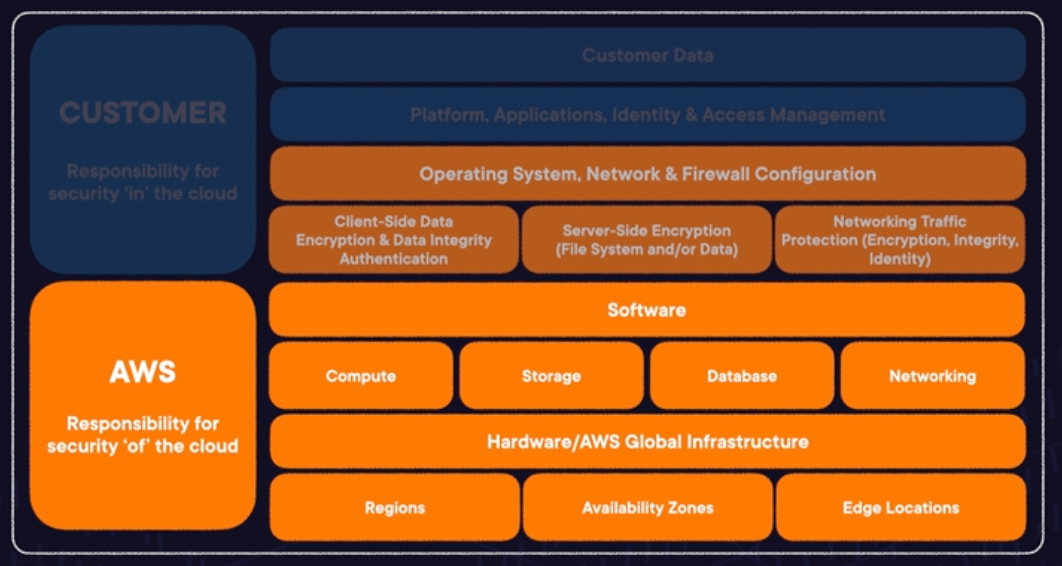 CUSTOMER
Responsibility for
security ‘in’ the cloud
Customer Data
Platform, Applications, Identity & Access Management
Operating System, Network & Firewall Configuration
Client-Side Data
Encryption & Data Integrity
Authentication
Server-Side Encryption
(File System and/or Data)
Networking Traffic
Protection (Encryption, Integrity,
Identity)
AWS
Responsibility for
security ‘of’ the cloud
Software
Compute
Storage
Database
Networking
Hardware/AWS Global Infrastructure
Regions
Availability Zones
Edge Locations